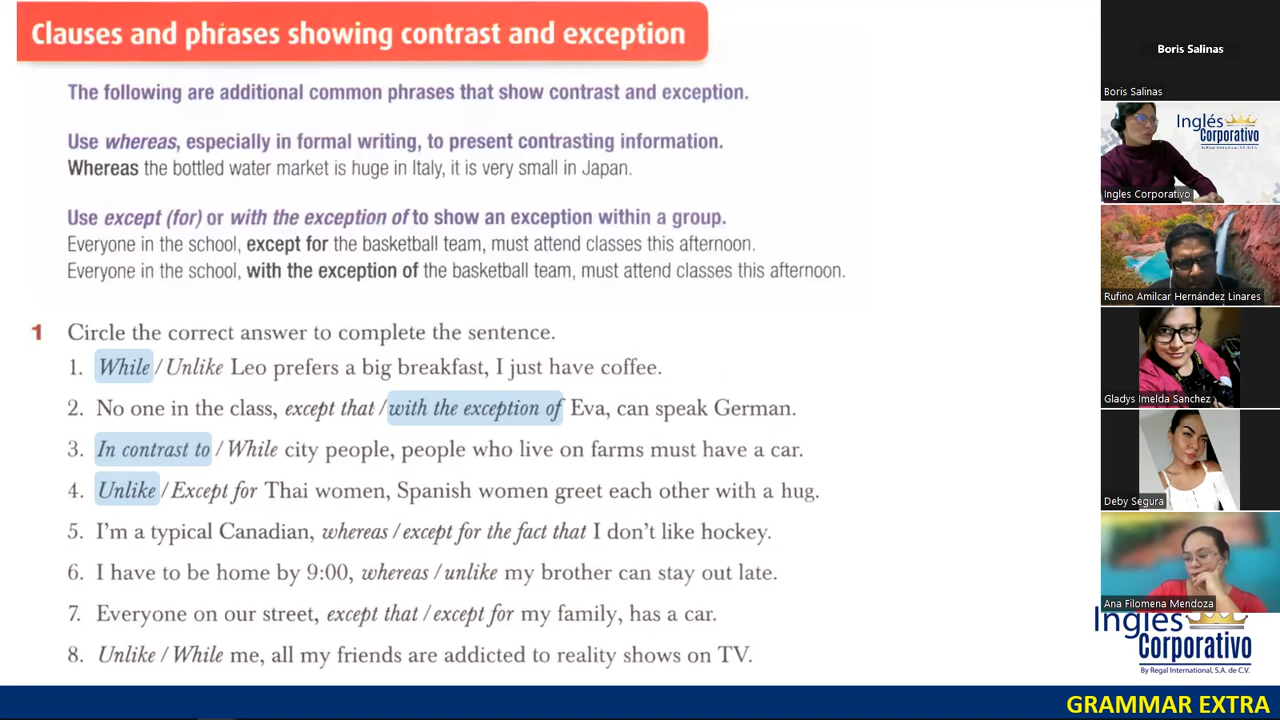 Clauses and phrases showing contrast and exception
The following are additional common phrases that show contrast and exception.
Use whereas, especially in formal writing, to present contrasting information.
Whereas the bottled water market is huge in Italy, it is very small in Japan.
Use except (for) or with the exception of to show an exception within a group.
Everyone in the school, except for the basketball team, must attend classes this afternoon.
Everyone in the school, with the exception of the basketball team, must attend classes this afternoon.
1 Circle the correct answer to complete the sentence.
1. While / Unlike Leo prefers a big breakfast, I just have coffee.
2. No one in the class, except that / with the exception of Eva, can speak German.
3. In contrast to / While city people, people who live on farms must have a car.
4. Unlike / Except for Thai women, Spanish women greet each other with a hug.
5. I'm a typical Canadian, whereas / except for the fact that I don't like hockey.
6. I have to be home by 9:00, whereas / unlike my brother can stay out late.
7. Everyone on our street, except that / except for my family, has a car.
8. Unlike / While me, all my friends are addicted to reality shows on TV.
Boris Salinas
Boris Salinas
Inglés
Corporativo
By Regal International, S.A. de C.V.
Ingles Corporativo
Rufino Amilcar Hernández Linares
Gladys Imelda Sanchez
Deby Segura
Ana Filomena Mendoza
Inglés
Corporativo
By Regal International, S.A. de C.V.
GRAMMAR EXTRA